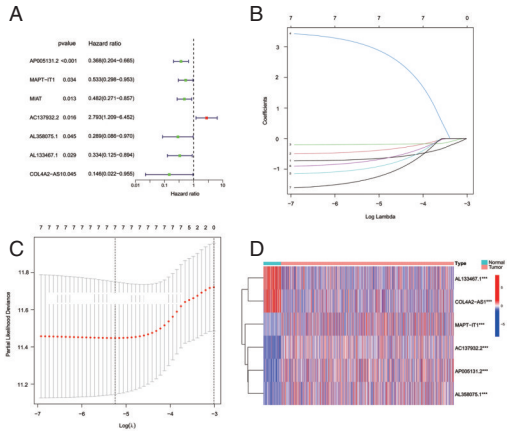 A
pvalue Hazard ratio
AP005131.2 <0.001 0.368(0.204−0.665)
MAPT−IT1 0.034 0.533(0.298−0.953)
MIAT 0.013 0.482(0.271−0.857)
AC137932.2 0.016 2.793(1.209−6.452)
AL358075.1 0.045 0.289(0.086−0.970)
AL133467.1 0.029 0.334(0.125−0.894)
COL4A2−AS1 0.045 0.146(0.022−0.955)
0.01 0.1 1 10
Hazard ratio
B
7 7 7 7 0
Coefficients
3
2
1
0
−1
−7 −6 −5 −4 −3
Log Lambda
C
7 7 7 7 7 7 7 7 7 7 7 7 7 7 7 5 2 2 0
Partial Likelihood Deviance
11.8
11.6
11.4
11.2
−7 −6 −5 −4 −3
Log(λ)
D
Type
Normal
Tumor
AL133467.1***
COL4A2−AS1***
MAPT−IT1***
AC137932.2***
AP005131.2***
AL358075.1***
5
0
−5